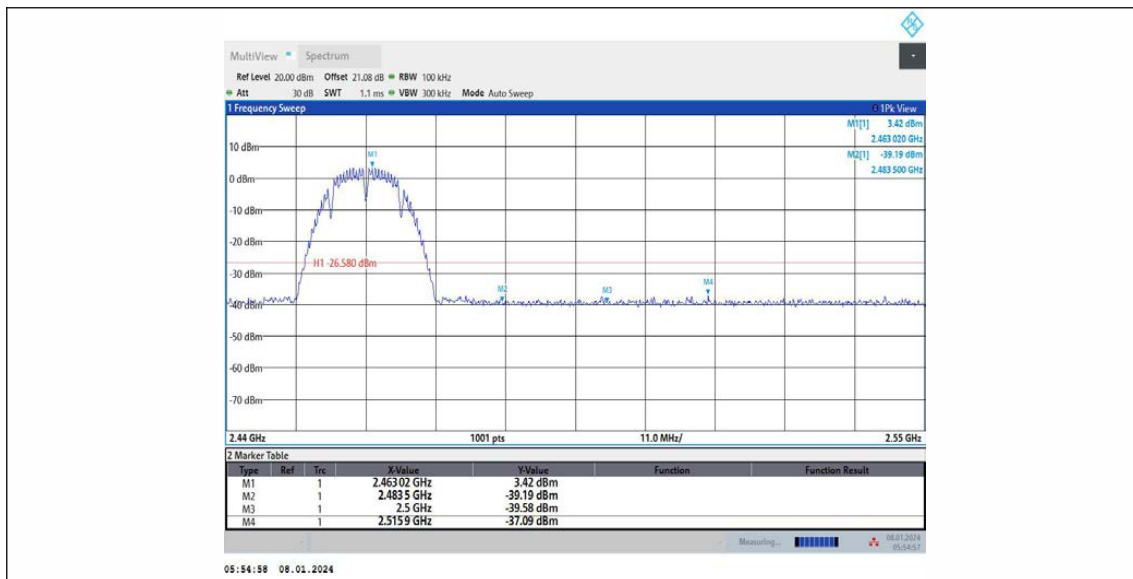 MultiView Spectrum
Ref Level 20.00 dBm Offset 21.08 dB RBW 100 kHz
Att 30 dB SWT 1.1 ms VBW 300 kHz Mode Auto Sweep
1 Frequency Sweep 1Pk View
M1[1] 3.42 dBm
2.463 020 GHz
M2[1] -39.19 dBm
2.483 500 GHz
10 dBm
M1
0 dBm
-10 dBm
-20 dBm
H1 -26.580 dBm
-30 dBm
M2 M3 M4
-40 dBm
-50 dBm
-60 dBm
-70 dBm
2.44 GHz 1001 pts 11.0 MHz/ 2.55 GHz
2 Marker Table
Type Ref Trc X-Value Y-Value Function Function Result
M1 1 2.46302 GHz 3.42 dBm
M2 1 2.4835 GHz -39.19 dBm
M3 1 2.5 GHz -39.58 dBm
M4 1 2.5159 GHz -37.09 dBm
Measuring... 08.01.2024
05:54:57
05:54:58 08.01.2024